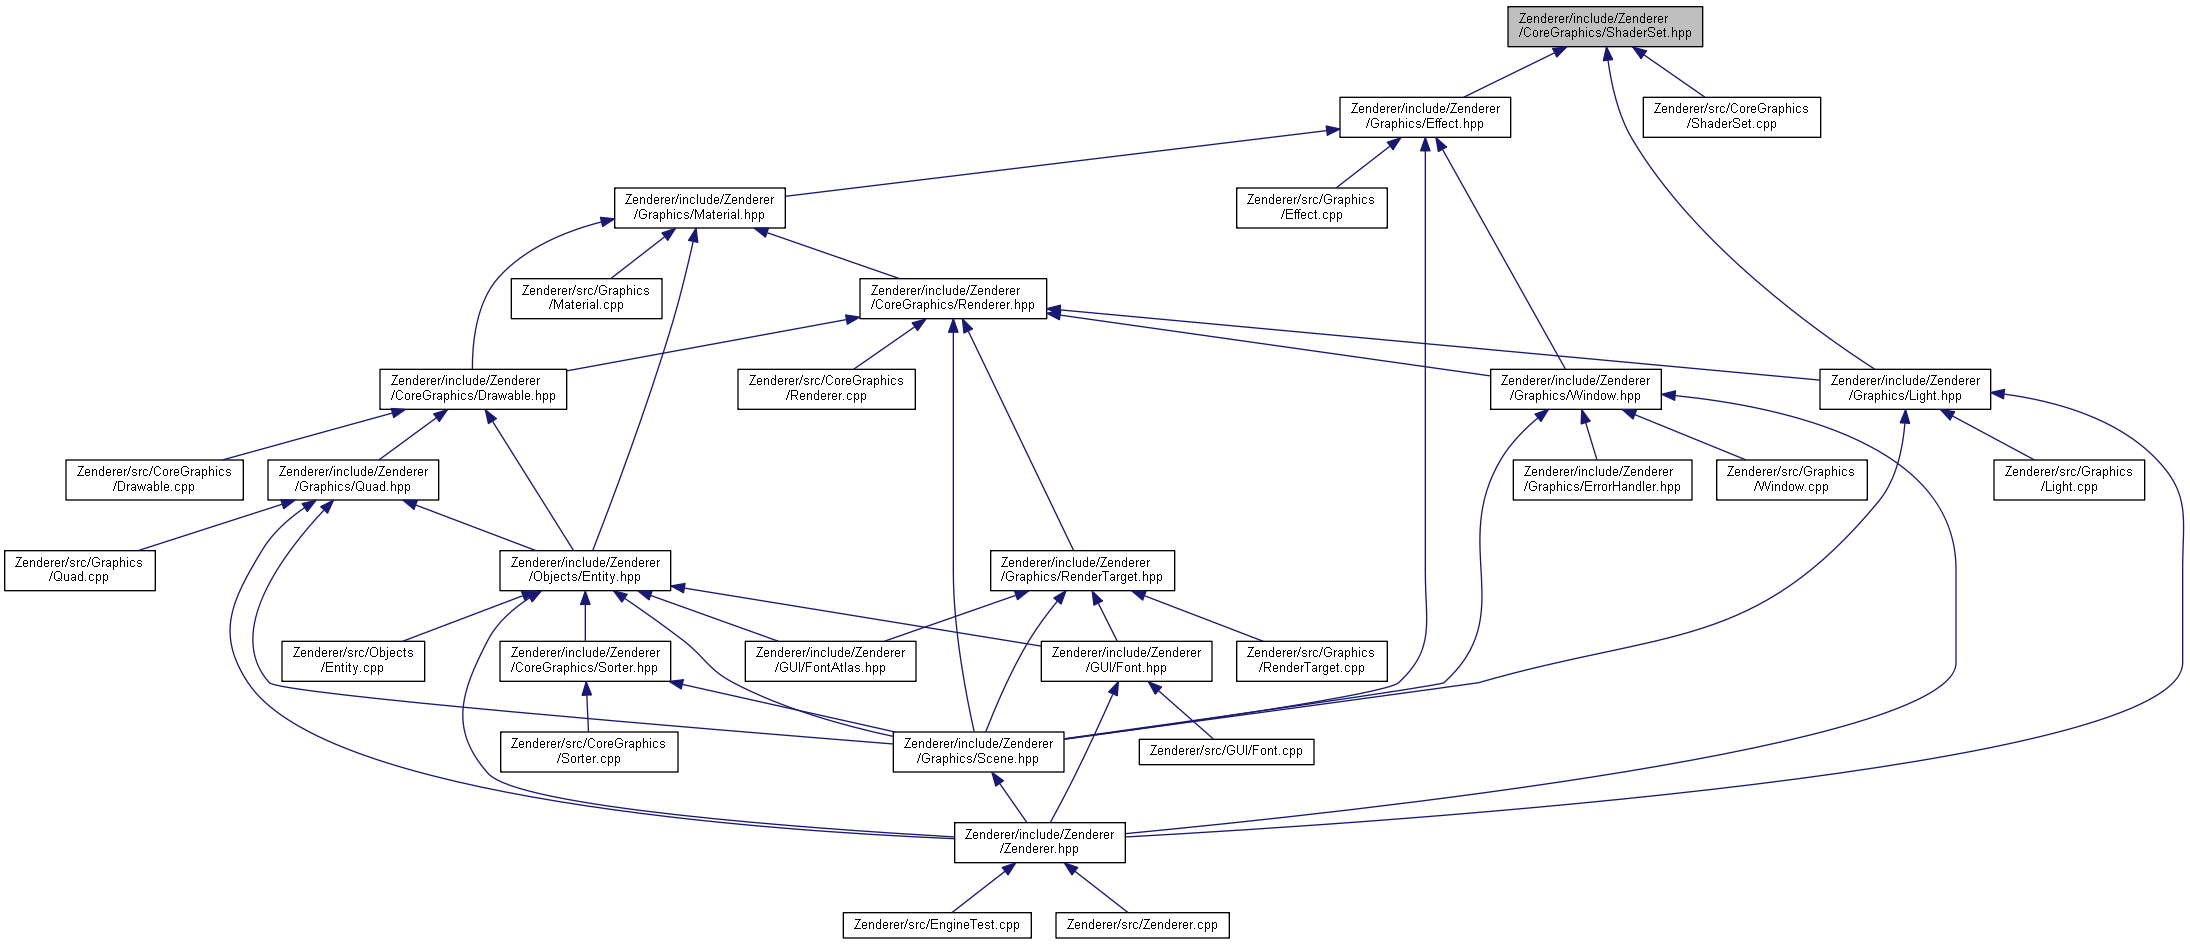 Zenderer/include/Zenderer
/CoreGraphics/ShaderSet.hpp
Zenderer/include/Zenderer
/Graphics/Effect.hpp
Zenderer/src/CoreGraphics
/ShaderSet.cpp
Zenderer/include/Zenderer
/Graphics/Material.hpp
Zenderer/src/Graphics
/Effect.cpp
Zenderer/src/Graphics
/Material.cpp
Zenderer/include/Zenderer
/CoreGraphics/Renderer.hpp
Zenderer/include/Zenderer
/CoreGraphics/Drawable.hpp
Zenderer/src/CoreGraphics
/Renderer.cpp
Zenderer/include/Zenderer
/Graphics/Window.hpp
Zenderer/include/Zenderer
/Graphics/Light.hpp
Zenderer/src/CoreGraphics
/Drawable.cpp
Zenderer/include/Zenderer
/Graphics/Quad.hpp
Zenderer/include/Zenderer
/Graphics/ErrorHandler.hpp
Zenderer/src/Graphics
/Window.cpp
Zenderer/src/Graphics
/Light.cpp
Zenderer/src/Graphics
/Quad.cpp
Zenderer/include/Zenderer
/Objects/Entity.hpp
Zenderer/include/Zenderer
/Graphics/RenderTarget.hpp
Zenderer/src/Objects
/Entity.cpp
Zenderer/include/Zenderer
/CoreGraphics/Sorter.hpp
Zenderer/include/Zenderer
/GUI/FontAtlas.hpp
Zenderer/include/Zenderer
/GUI/Font.hpp
Zenderer/src/Graphics
/RenderTarget.cpp
Zenderer/src/CoreGraphics
/Sorter.cpp
Zenderer/include/Zenderer
/Graphics/Scene.hpp
Zenderer/src/GUI/Font.cpp
Zenderer/include/Zenderer
/Zenderer.hpp
Zenderer/src/EngineTest.cpp
Zenderer/src/Zenderer.cpp